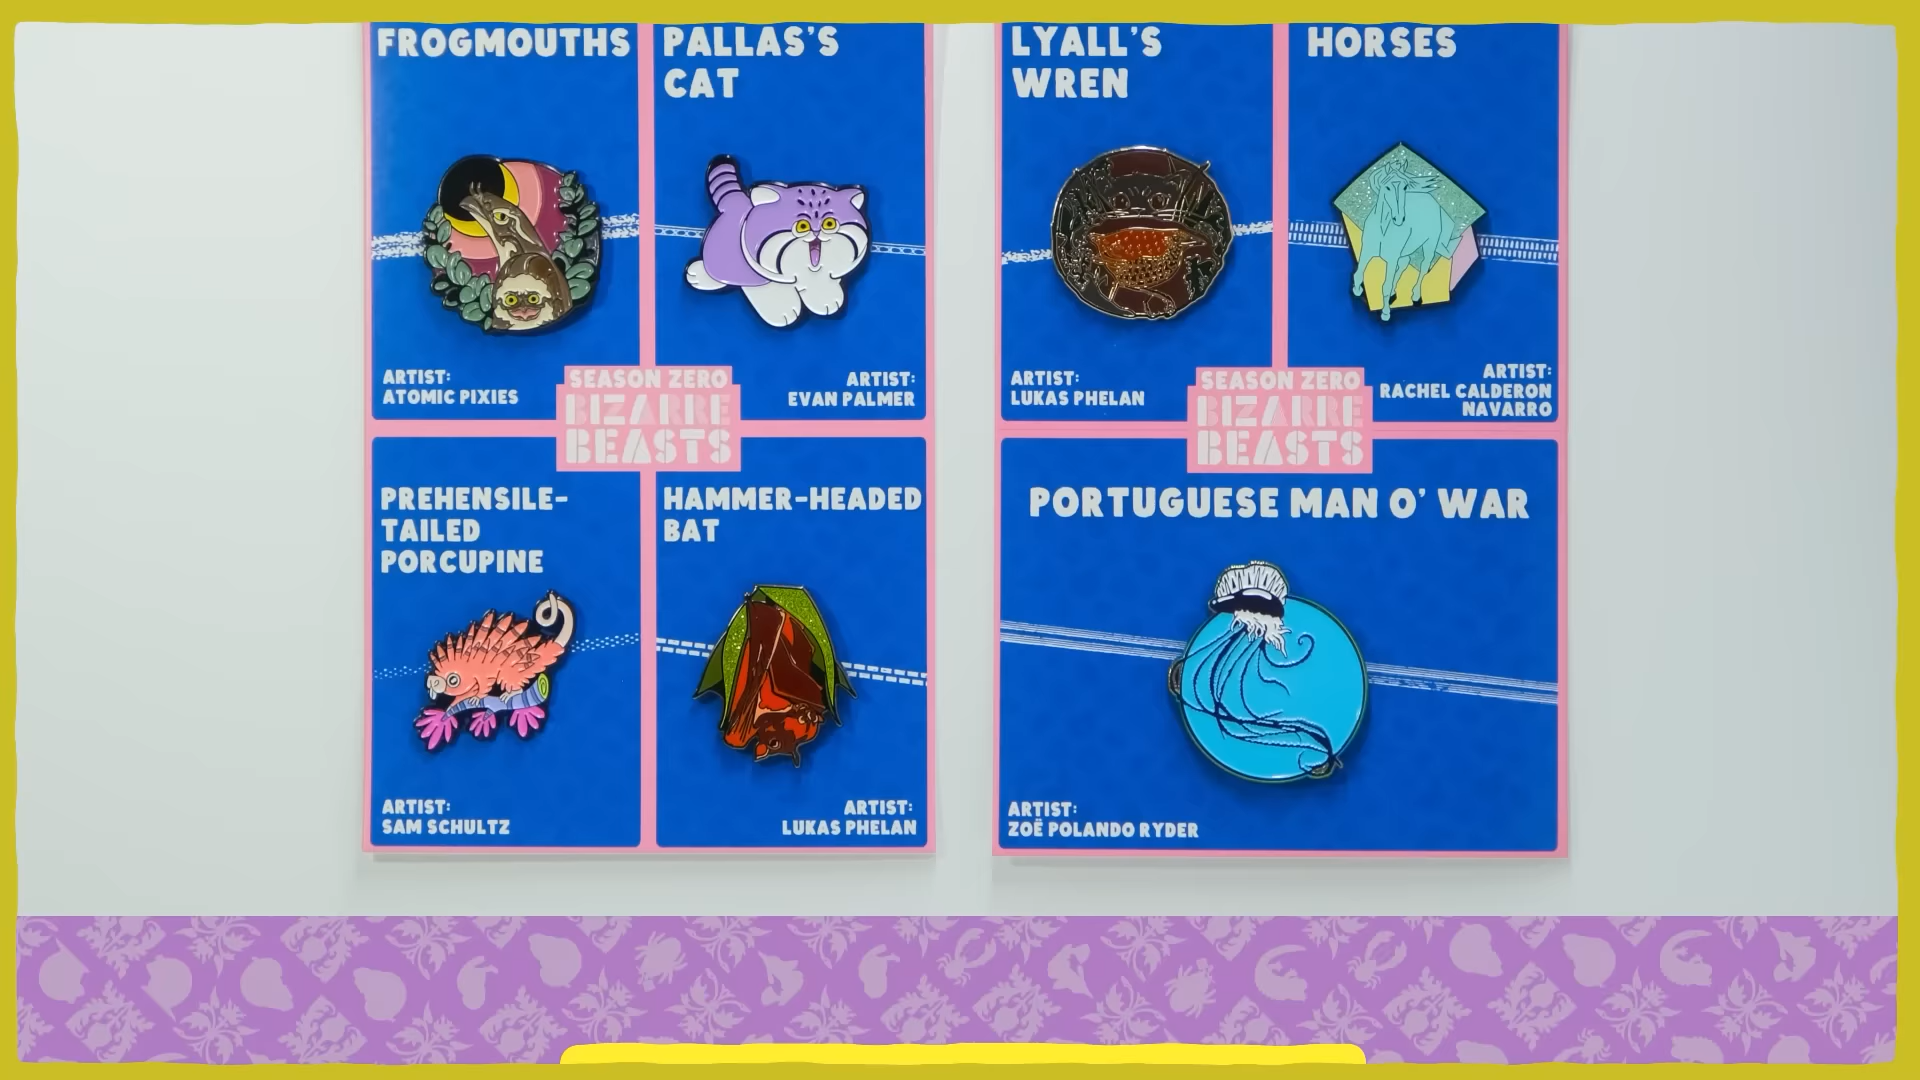 FROGMOUTHS
ARTIST:
ATOMIC PIXIES
PALLAS'S
CAT
ARTIST:
EVAN PALMER
SEASON ZERO
BIZARRE
BEASTS
PREHENSILE-
TAILED
PORCUPINE
ARTIST:
SAM SCHULTZ
HAMMER-HEADED
BAT
ARTIST:
LUKAS PHELAN
LYALL'S
WREN
ARTIST:
LUKAS PHELAN
HORSES
ARTIST:
RACHEL CALDERON
NAVARRO
SEASON ZERO
BIZARRE
BEASTS
PORTUGUESE MAN O' WAR
ARTIST:
ZOË POLANDO RYDER